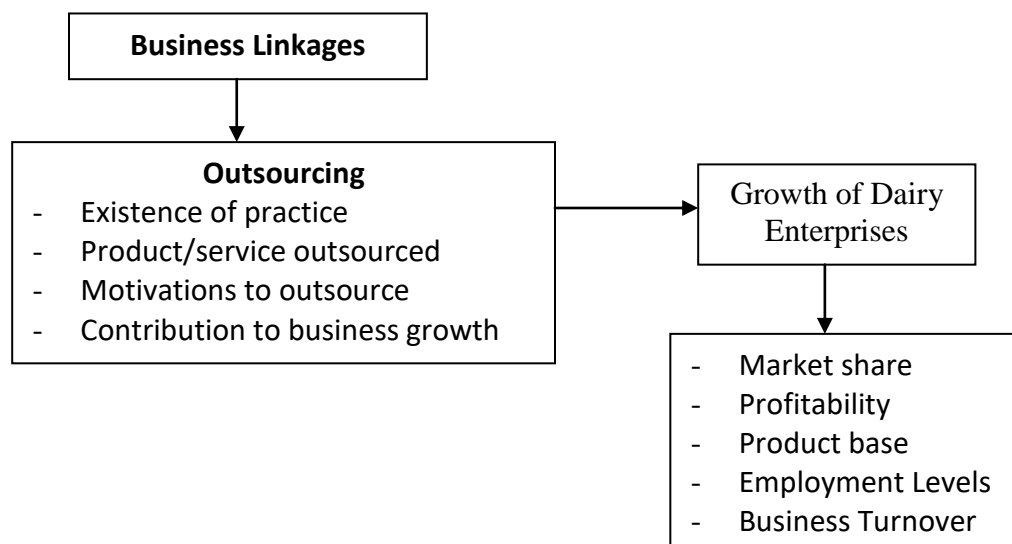 Business Linkages
Outsourcing
- Existence of practice
- Product/service outsourced
- Motivations to outsource
- Contribution to business growth
Growth of Dairy
Enterprises
- Market share
- Profitability
- Product base
- Employment Levels
- Business Turnover